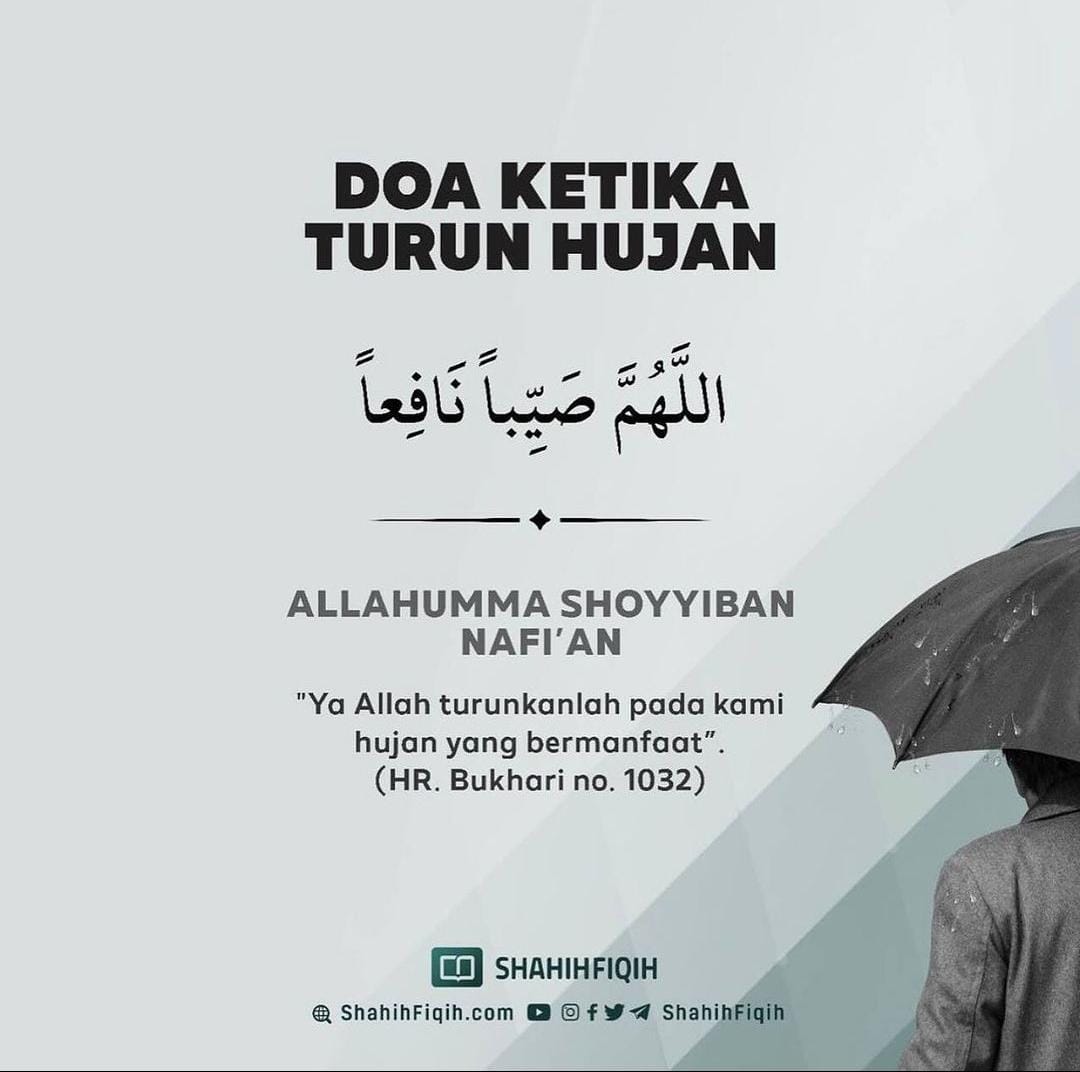 DOA KETIKA
TURUN HUJAN
اللَّهُمَّ صَيِّباً نَافِعاً
ALLAHUMMA SHOYYIBAN
NAFI'AN
"Ya Allah turunkanlah pada kami
hujan yang bermanfaat”.
(HR. Bukhari no. 1032)
SHAHIHFIQIH
ShahihFiqih.com ShahihFiqih